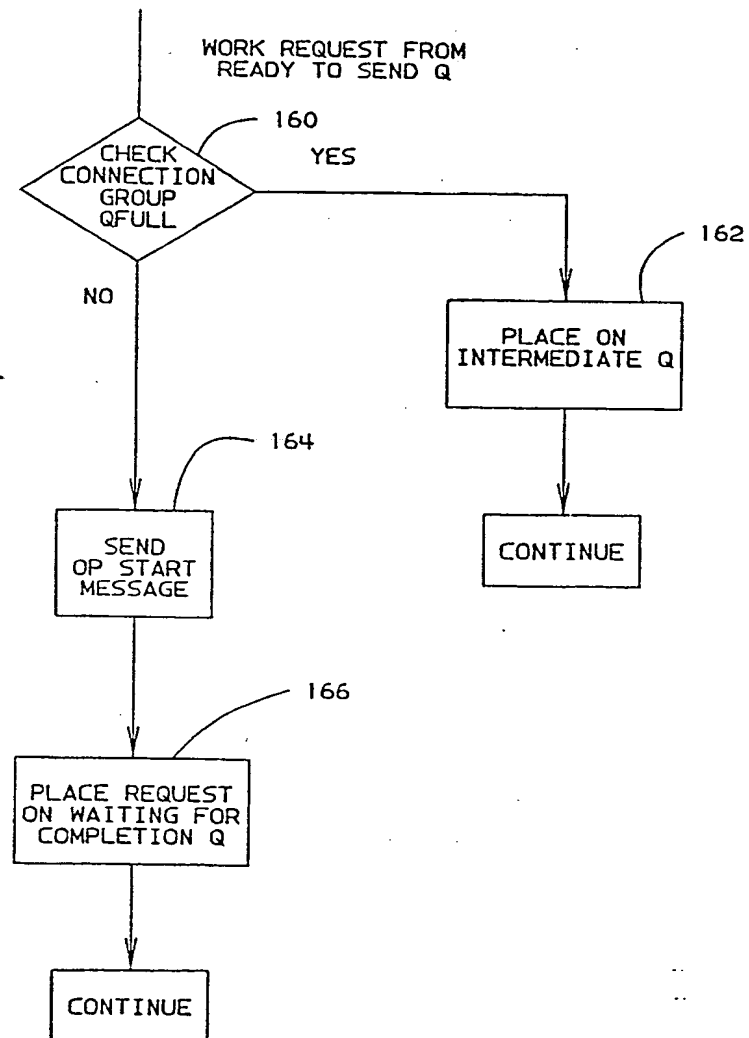 WORK REQUEST FROM
READY TO SEND Q
160
CHECK
CONNECTION
GROUP
QFULL
YES
NO
162
PLACE ON
INTERMEDIATE Q
CONTINUE
164
SEND
OP START
MESSAGE
166
PLACE REQUEST
ON WAITING FOR
COMPLETION Q
CONTINUE